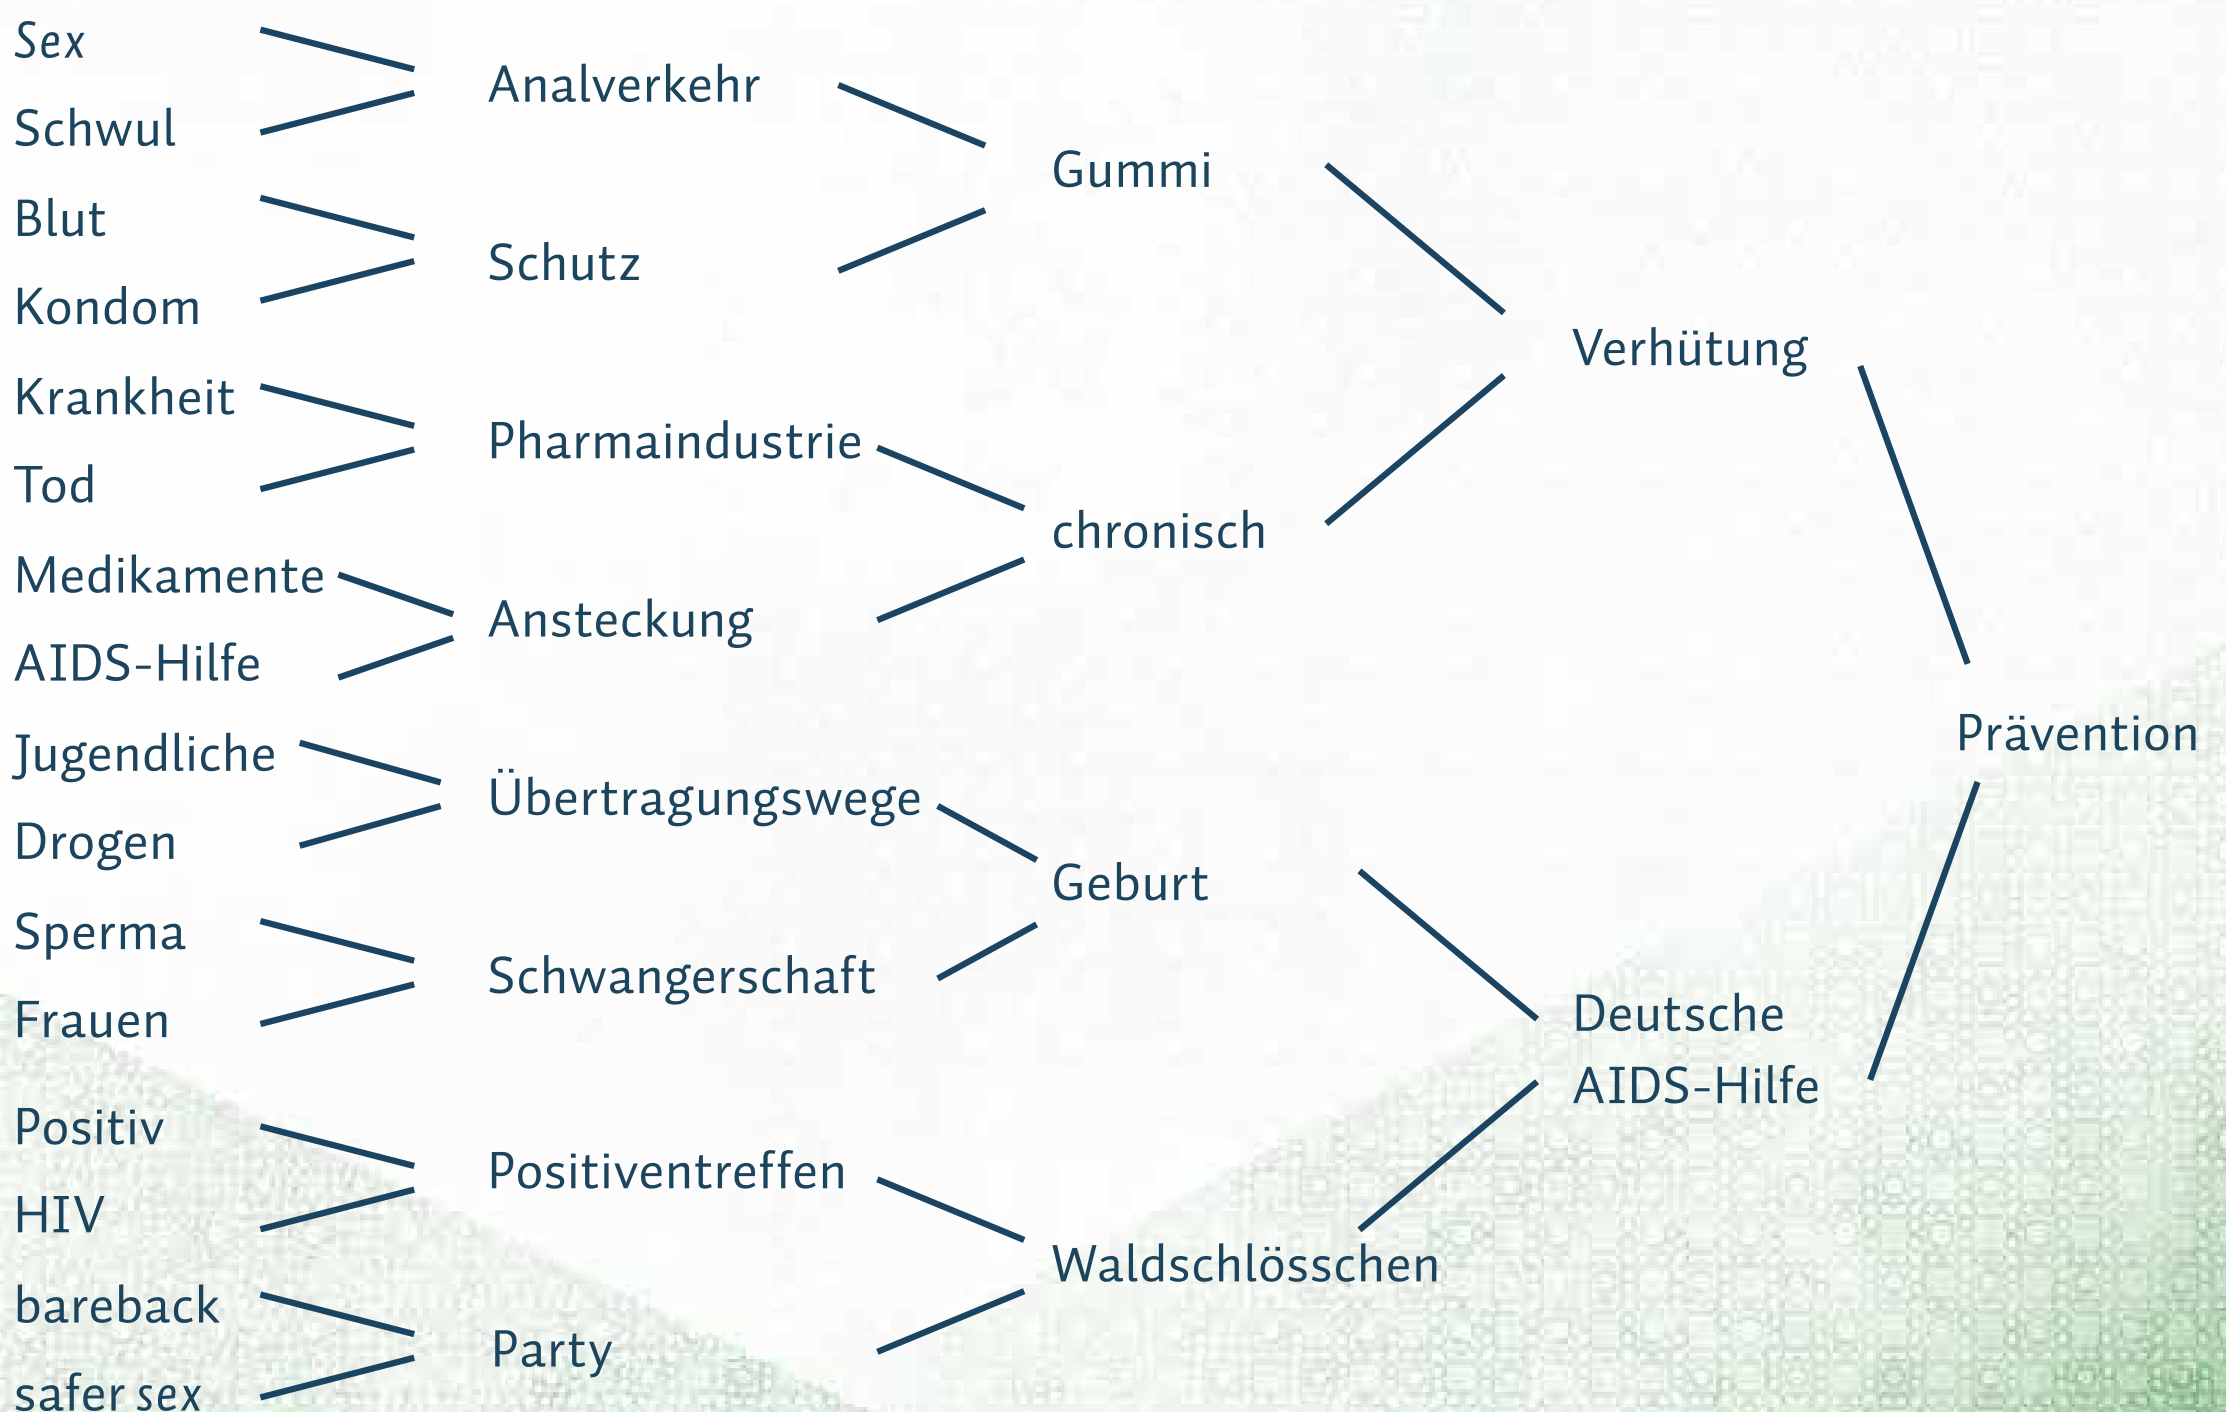 Sex
Schwul
Blut
Kondom
Krankheit
Tod
Medikamente
AIDS-Hilfe
Jugendliche
Drogen
Sperma
Frauen
Positiv
HIV
bareback
safer sex
Analverkehr
Schutz
Pharmaindustrie
Ansteckung
Übertragungswege
Schwangerschaft
Positiventreffen
Party
Gummi
chronisch
Geburt
Waldschlösschen
Verhütung
Deutsche
AIDS-Hilfe
Prävention